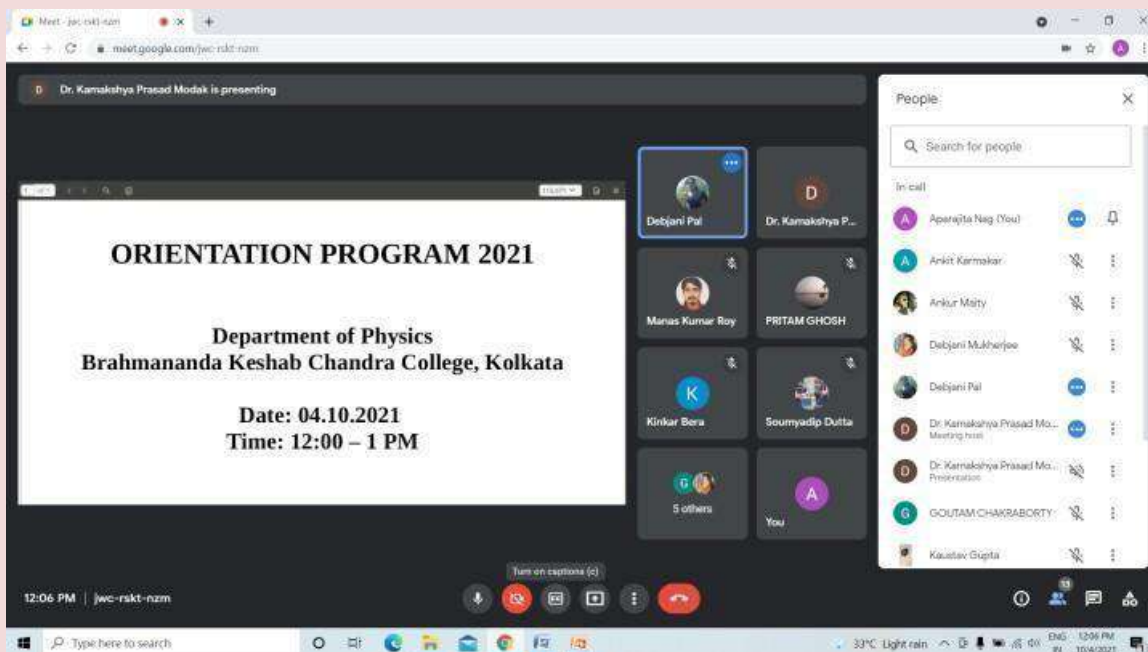 Meet - jwc-rskt-nzm
meet.google.com/jwc-rskt-nzm
D Dr. Kamakshya Prasad Modak is presenting
ORIENTATION PROGRAM 2021
Department of Physics
Brahmananda Keshab Chandra College, Kolkata
Date: 04.10.2021
Time: 12:00 – 1 PM
Debjani Pal
D
Dr. Kamakshya P...
Manas Kumar Roy
PRITAM GHOSH
K
Kinkar Bera
Soumyadip Dutta
G
5 others
A
You
People
Search for people
In call
A Aparajita Nag (You)
A Ankit Karmakar
Ankur Maity
Debjani Mukherjee
Debjani Pal
D Dr. Kamakshya Prasad Mo...
Meeting host
D Dr. Kamakshya Prasad Mo...
Presentation
G GOUTAM CHAKRABORTY
Kaustav Gupta
Turn on captions (c)
12:06 PM | jwc-rskt-nzm
13
Type here to search
33°C Light rain
ENG
IN
12:06 PM
10/4/2021